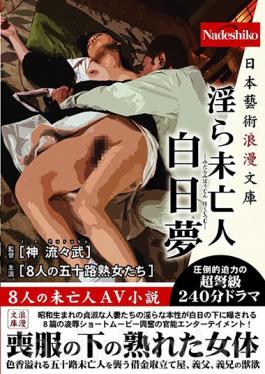 Nadeshiko
日本藝術浪漫文庫
淫ら未亡人
白日夢
監督【神 流々武】
主演【8人の五十路熟女たち】
圧倒的迫力の
超弩級
240分ドラマ
8人の未亡人AV小説
浪漫文庫
昭和生まれの貞淑な人妻たちの淫らな本性が白日の下に曝される
8篇の凌辱ショートムービー興奮の官能エンターテイメント!
喪服の下の熟れた女体
色香溢れる五十路未亡人を襲う借金取立て屋、義父、義兄の獣欲